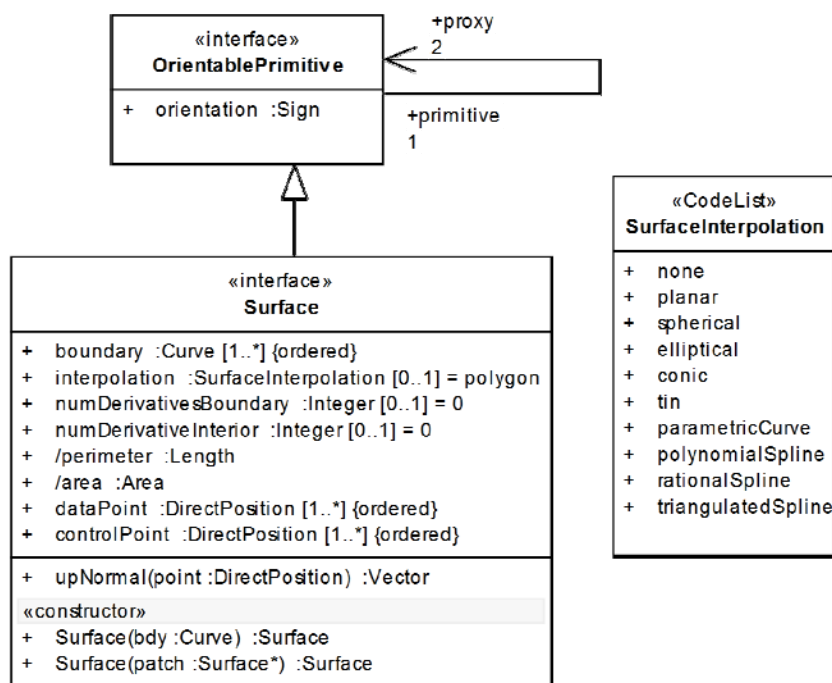 «interface»
OrientablePrimitive
+ orientation :Sign
+proxy
2
+primitive
1
«interface»
Surface
+ boundary :Curve [1..*] {ordered}
+ interpolation :SurfaceInterpolation [0..1] = polygon
+ numDerivativesBoundary :Integer [0..1] = 0
+ numDerivativeInterior :Integer [0..1] = 0
+ /perimeter :Length
+ /area :Area
+ dataPoint :DirectPosition [1..*] {ordered}
+ controlPoint :DirectPosition [1..*] {ordered}
+ upNormal(point :DirectPosition) :Vector
«constructor»
+ Surface(bdy :Curve) :Surface
+ Surface(patch :Surface*) :Surface
«CodeList»
SurfaceInterpolation
+ none
+ planar
+ spherical
+ elliptical
+ conic
+ tin
+ parametricCurve
+ polynomialSpline
+ rationalSpline
+ triangulatedSpline